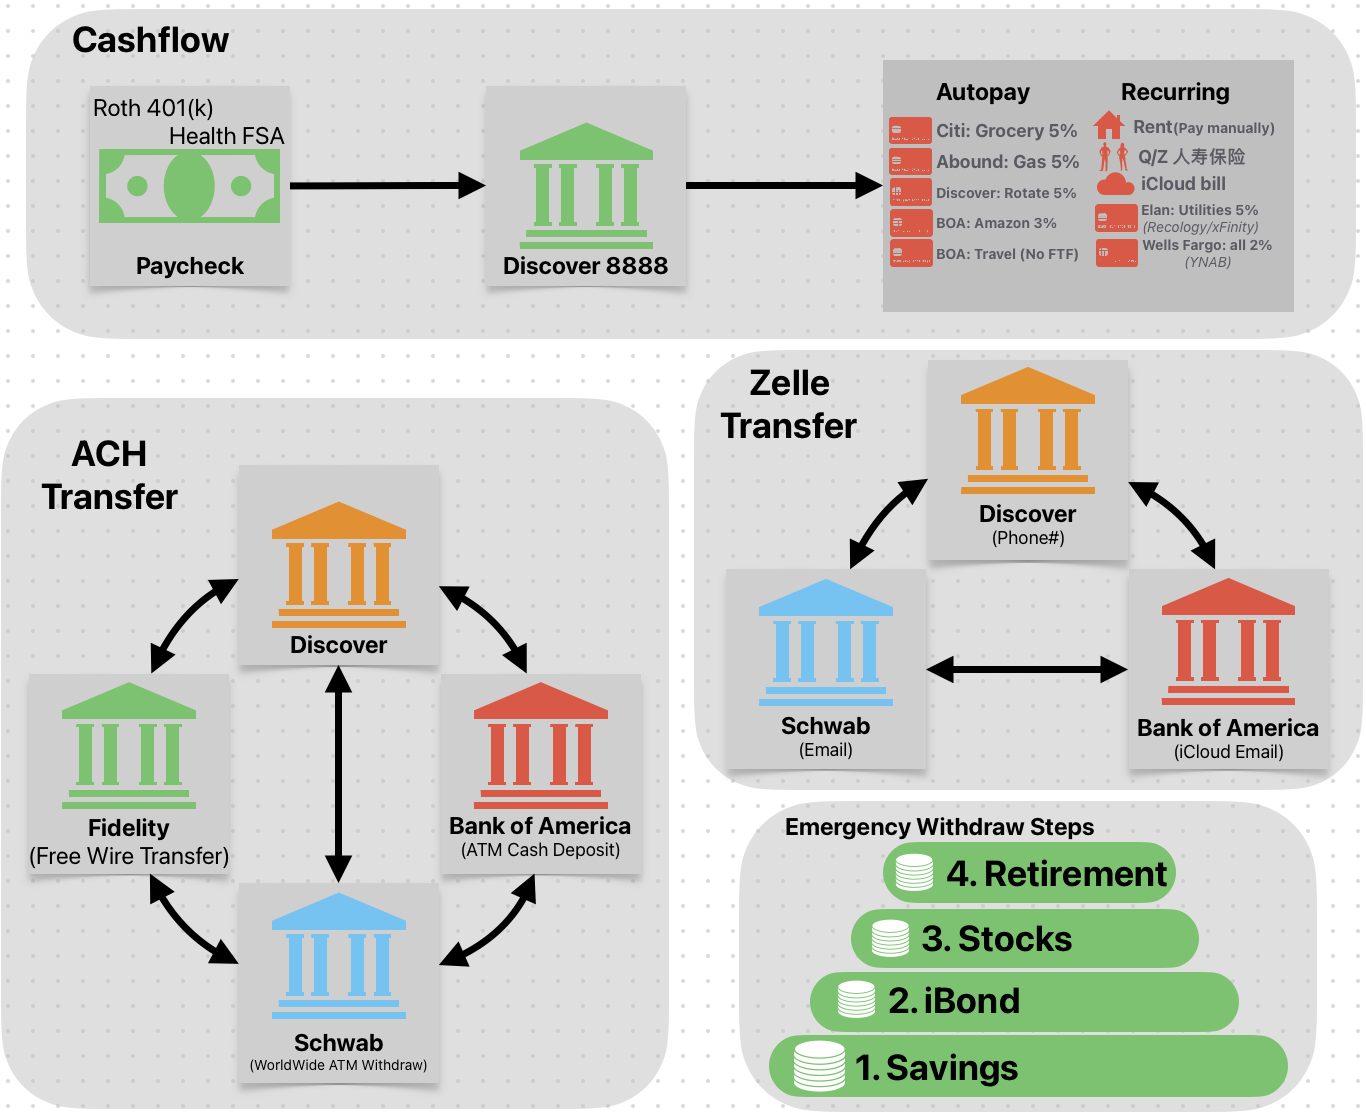 Cashflow
Roth 401(k)
Health FSA
Paycheck
Discover 8888
Autopay
Citi: Grocery 5%
Abound: Gas 5%
Discover: Rotate 5%
BOA: Amazon 3%
BOA: Travel (No FTF)
Recurring
Rent(Pay manually)
Q/Z 人寿保险
iCloud bill
Elan: Utilities 5%
(Recology/xFinity)
Wells Fargo: all 2%
(YNAB)
ACH
Transfer
Discover
Fidelity
(Free Wire Transfer)
Bank of America
(ATM Cash Deposit)
Schwab
(WorldWide ATM Withdraw)
Zelle
Transfer
Discover
(Phone#)
Schwab
(Email)
Bank of America
(iCloud Email)
Emergency Withdraw Steps
4. Retirement
3. Stocks
2. iBond
1. Savings